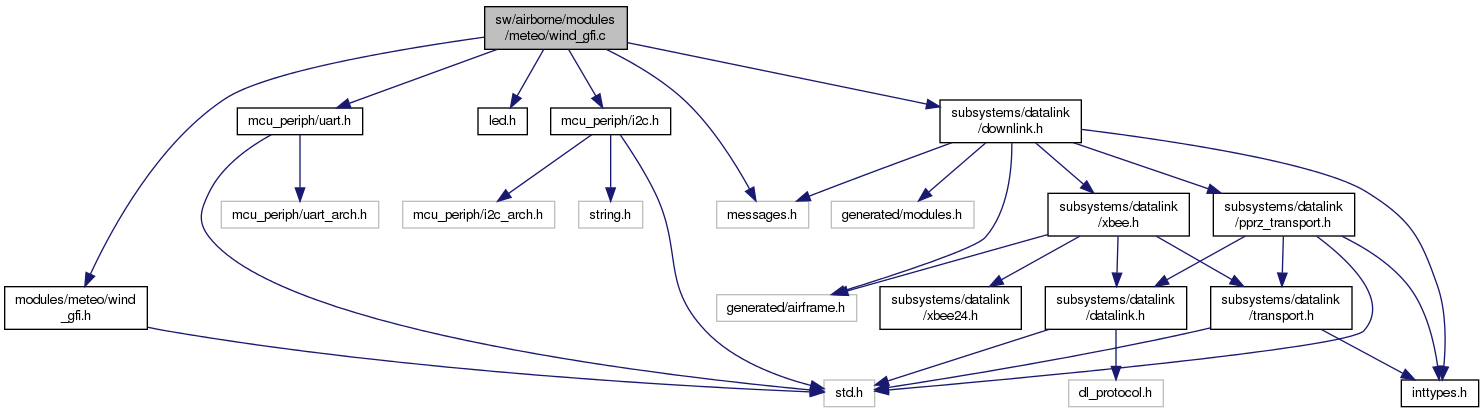 sw/airborne/modules
/meteo/wind_gfi.c
mcu_periph/uart.h
led.h
mcu_periph/i2c.h
subsystems/datalink
/downlink.h
mcu_periph/uart_arch.h
mcu_periph/i2c_arch.h
string.h
messages.h
generated/modules.h
subsystems/datalink
/xbee.h
subsystems/datalink
/pprz_transport.h
modules/meteo/wind
_gfi.h
generated/airframe.h
subsystems/datalink
/xbee24.h
subsystems/datalink
/datalink.h
subsystems/datalink
/transport.h
std.h
dl_protocol.h
inttypes.h